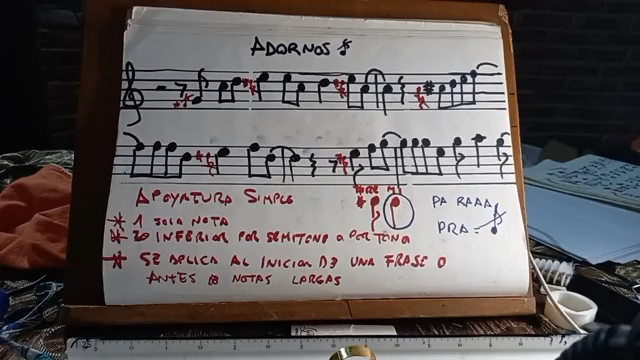 ADORNOS
APOYATURA SIMPLE
#RE MI
PA RAAA
PRA =
* 1 SOLA NOTA
* INFERIOR POR SEMITONO O POR TONO
* SE APLICA AL INICIO DE UNA FRASE O
ANTES DE NOTAS LARGAS